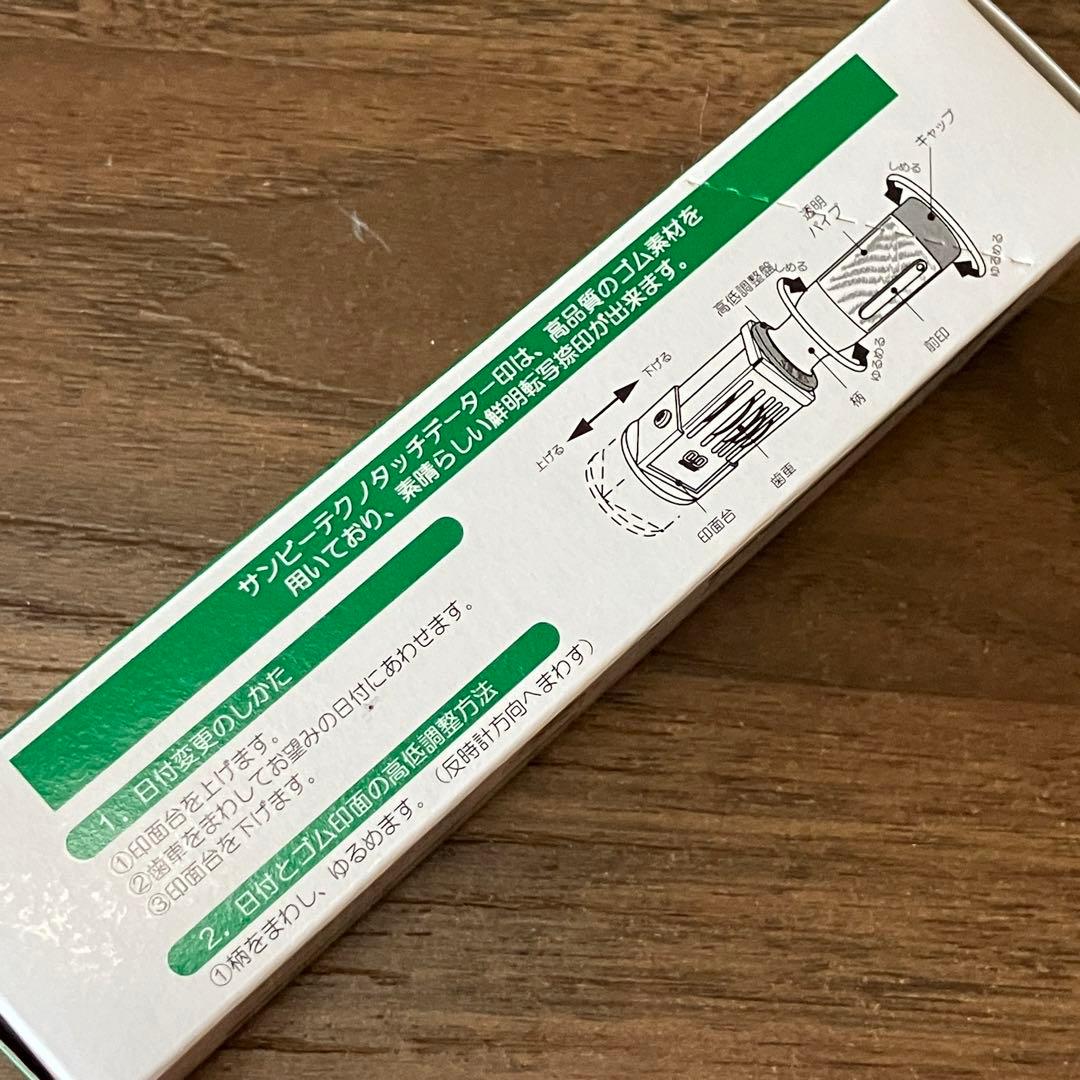 サンビーテクノタッチデーター印は、高品質のゴム素材を
用いており、素晴らしい鮮明転写捺印が出来ます。
1. 日付変更のしかた
①印面台を上げます。
②歯車をまわしてお望みの日付にあわせます。
③印面台を下げます。
2. 日付とゴム印面の高低調整方法
①柄をまわし、ゆるめます。（反時計方向へまわす）
キャップ
しめる
透明
パイプ
ゆるめる
高低調整盤
しめる
前印
ゆるめる
下げる
柄
上げる
歯車
印面台